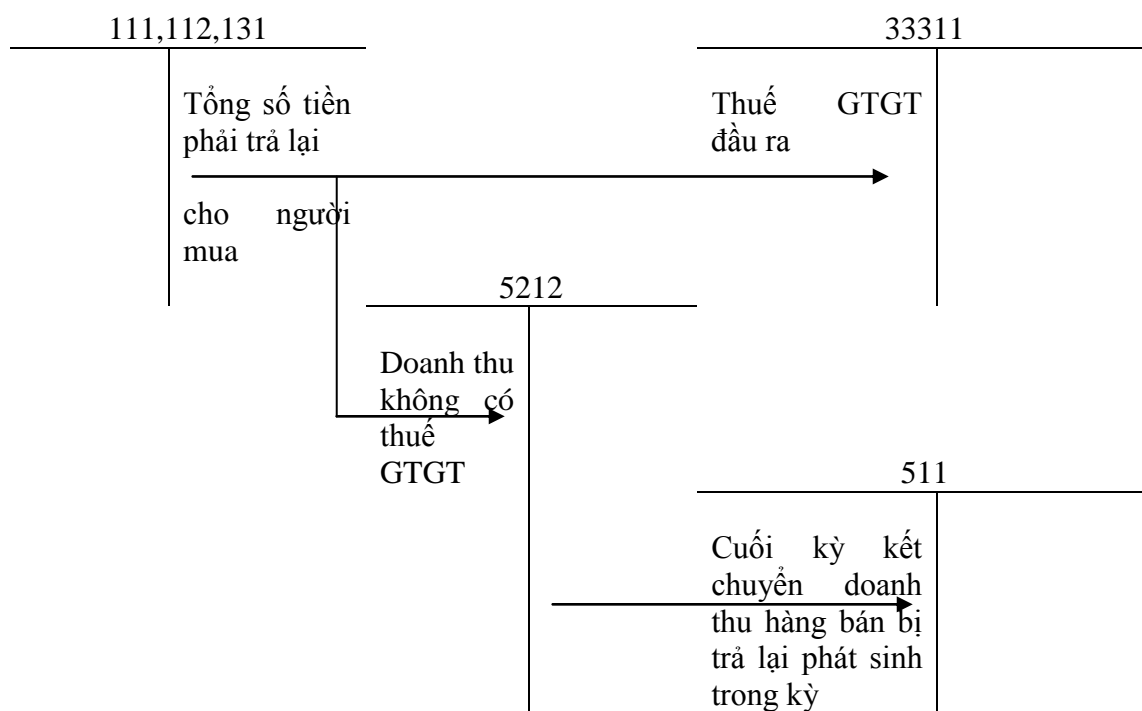 111,112,131
33311
Tổng số tiền
phải trả lại
Thuế GTGT
đầu ra
cho người
mua
5212
Doanh thu
không có
thuế
GTGT
511
Cuối kỳ kết
chuyển doanh
thu hàng bán bị
trả lại phát sinh
trong kỳ